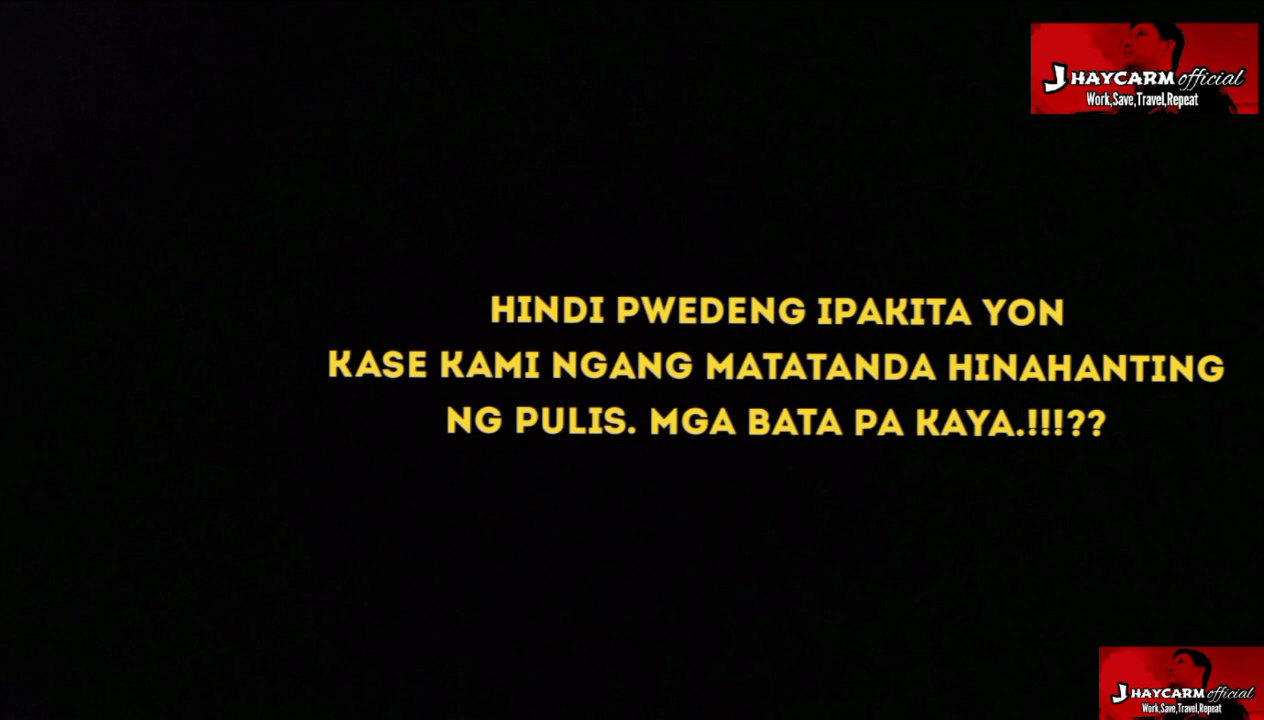 JHAYCARM official
Work,Save,Travel,Repeat
HINDI PWEDENG IPAKITA YON
KASE KAMI NGANG MATATANDA HINAHANTING
NG PULIS. MGA BATA PA KAYA.!!!??
JHAYCARM official
Work,Save,Travel,Repeat